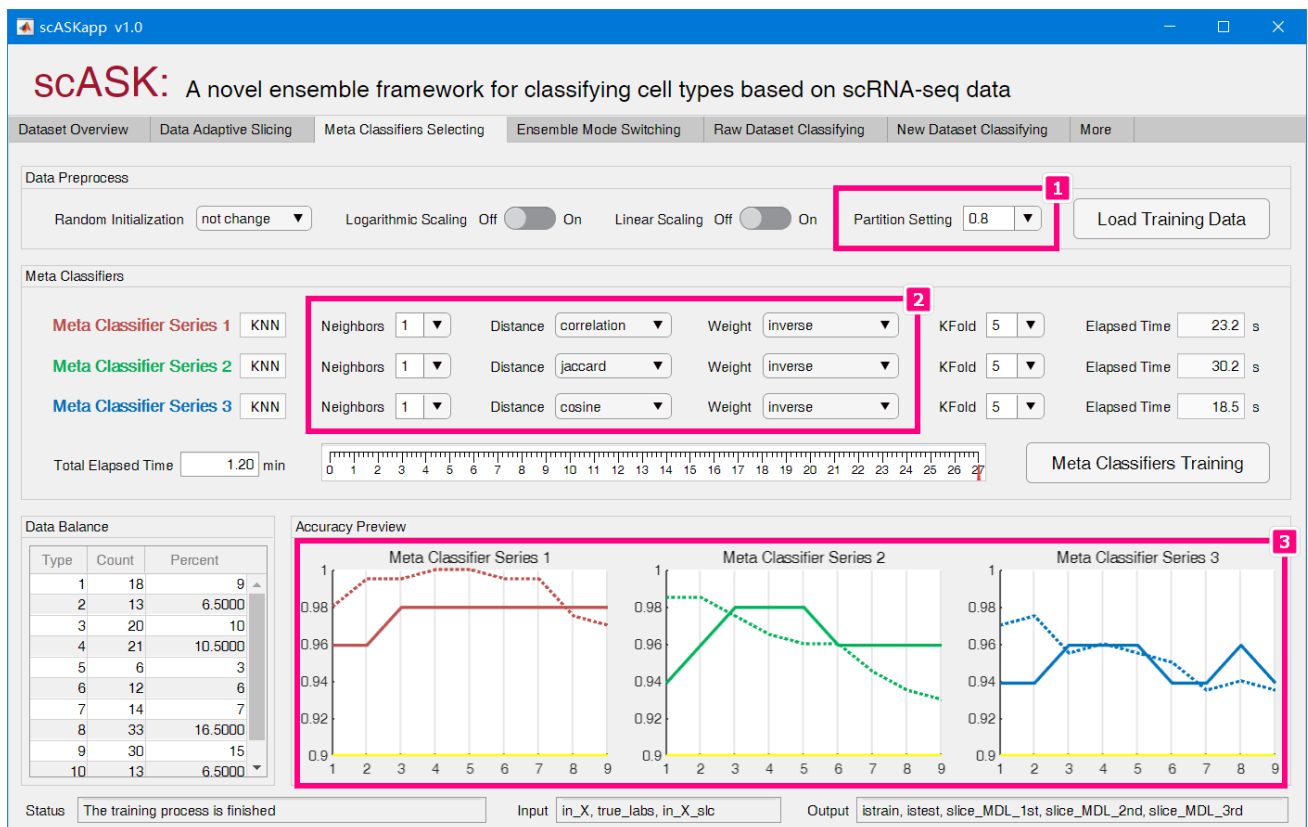 scASKapp v1.0
scASK: A novel ensemble framework for classifying cell types based on scRNA-seq data
Dataset Overview Data Adaptive Slicing Meta Classifiers Selecting Ensemble Mode Switching Raw Dataset Classifying New Dataset Classifying More
Data Preprocess
1
Random Initialization not change Logarithmic Scaling Off On Linear Scaling Off On Partition Setting 0.8 Load Training Data
Meta Classifiers
2
Meta Classifier Series 1 KNN Neighbors 1 Distance correlation Weight inverse KFold 5 Elapsed Time 23.2 s
Meta Classifier Series 2 KNN Neighbors 1 Distance jaccard Weight inverse KFold 5 Elapsed Time 30.2 s
Meta Classifier Series 3 KNN Neighbors 1 Distance cosine Weight inverse KFold 5 Elapsed Time 18.5 s
Total Elapsed Time 1.20 min 0 1 2 3 4 5 6 7 8 9 10 11 12 13 14 15 16 17 18 19 20 21 22 23 24 25 26 27 Meta Classifiers Training
Data Balance
Type Count Percent
1 18 9
2 13 6.5000
3 20 10
4 21 10.5000
5 6 3
6 12 6
7 14 7
8 33 16.5000
9 30 15
10 13 6.5000
Accuracy Preview
3
Meta Classifier Series 1
1
0.98
0.96
0.94
0.92
0.9
1 2 3 4 5 6 7 8 9
Meta Classifier Series 2
1
0.98
0.96
0.94
0.92
0.9
1 2 3 4 5 6 7 8 9
Meta Classifier Series 3
1
0.98
0.96
0.94
0.92
0.9
1 2 3 4 5 6 7 8 9
Status The training process is finished Input in_X, true_labs, in_X_slc Output istrain, istest, slice_MDL_1st, slice_MDL_2nd, slice_MDL_3rd